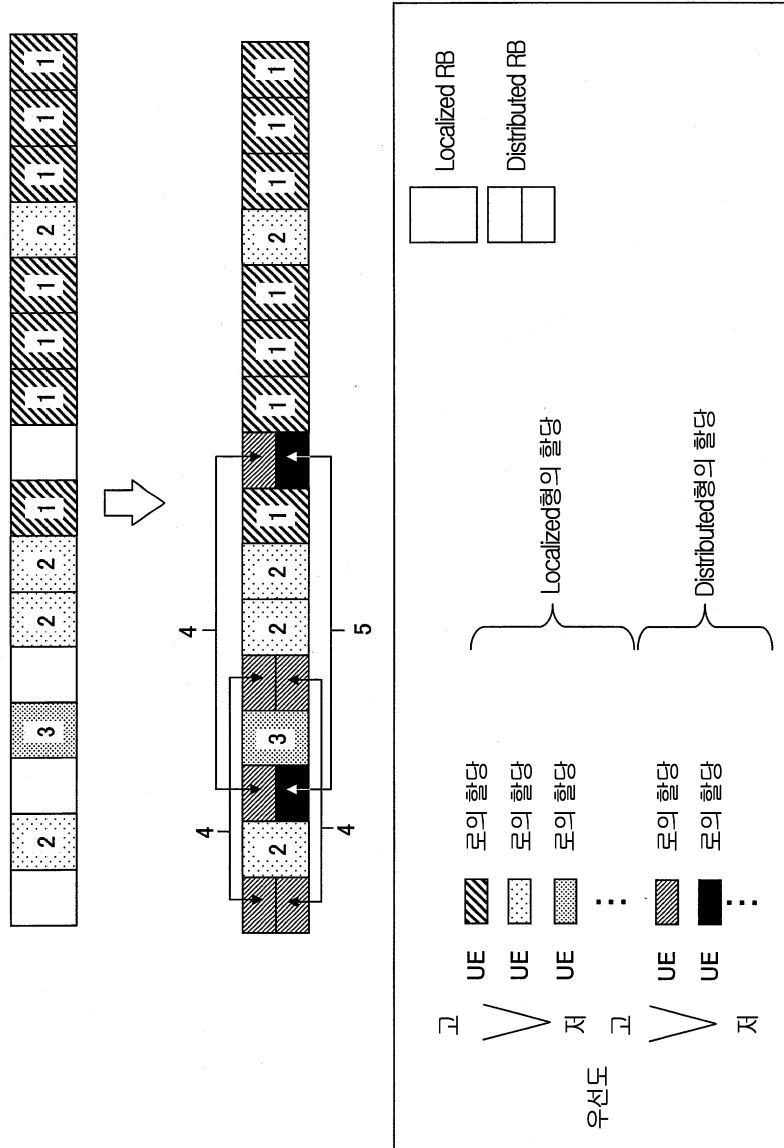 2 3 2 2 1 1 1 1 2 1 1 1
4
4
2 3 2 2 1 1 1 1 2 1 1 1
4
5
Localized RB
Distributed RB
고 UE 로의 할당
UE 로의 할당
저 UE 로의 할당
...
Localized형의 할당
우선도
고 UE 로의 할당
UE 로의 할당
저 ...
Distributed형의 할당